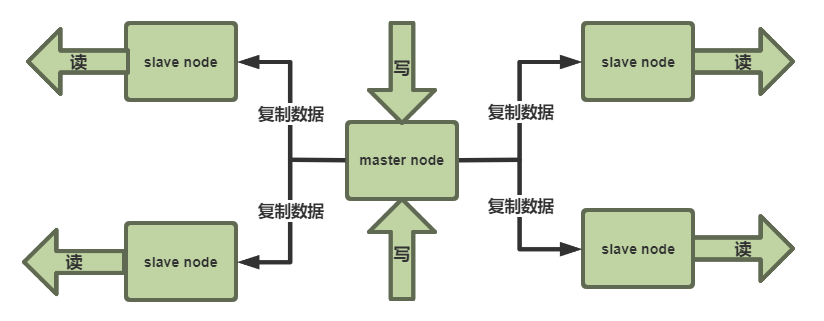 读
slave node
写
slave node
读
复制数据
复制数据
master node
复制数据
复制数据
读
slave node
写
slave node
读